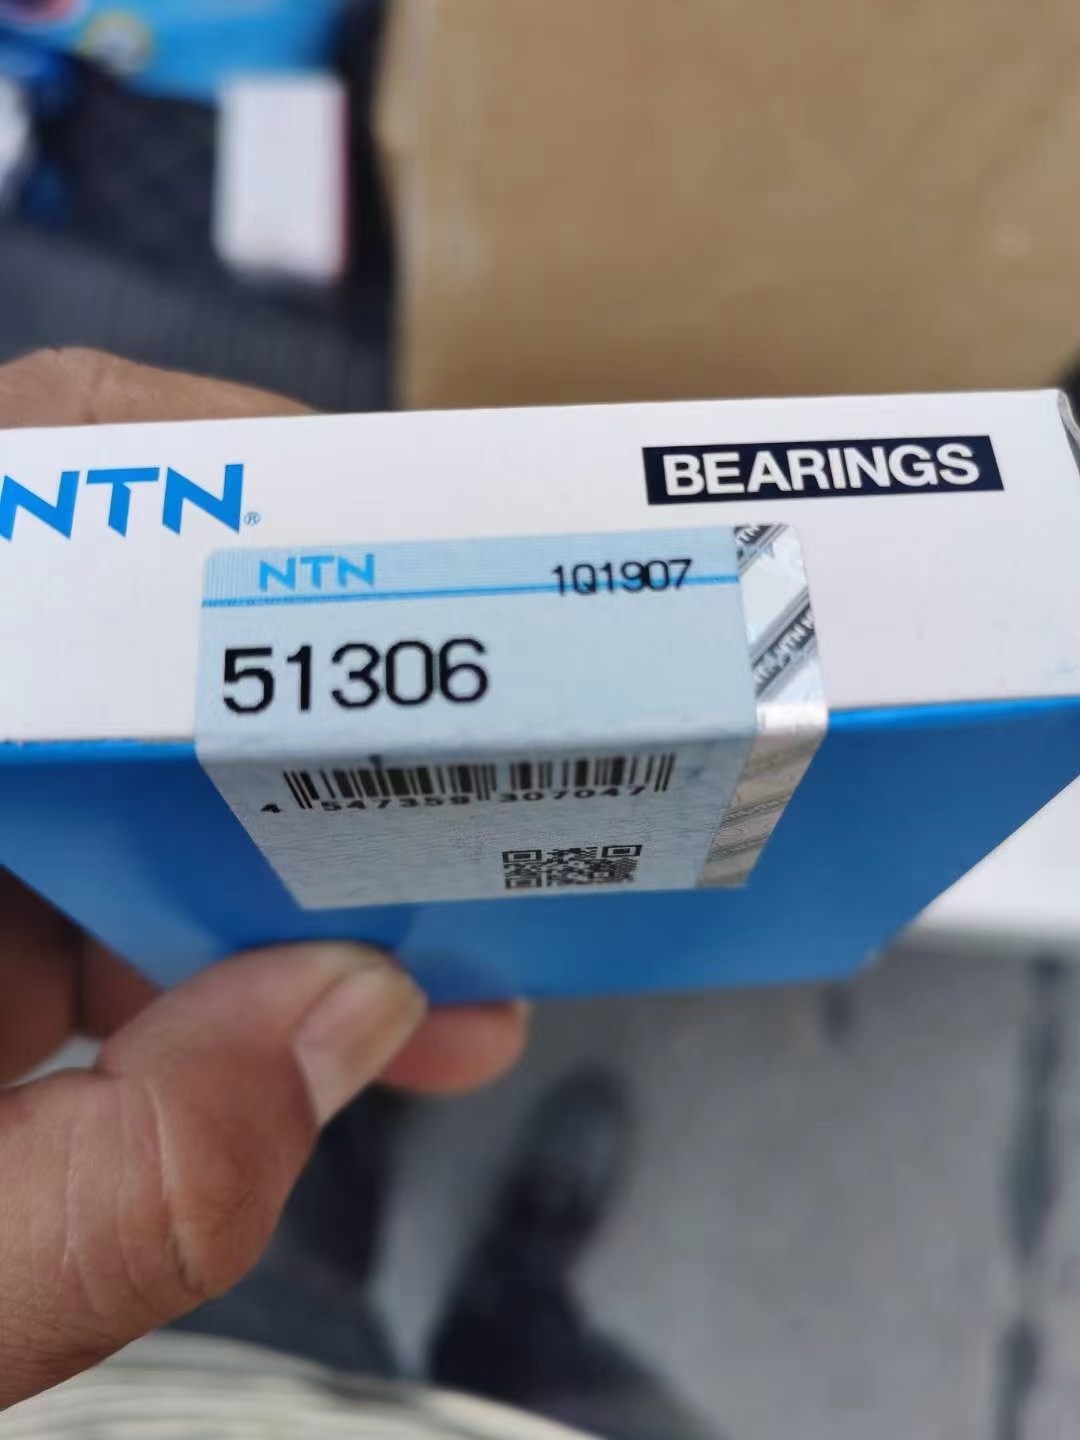 NTN®
BEARINGS
NTN
1Q1907
51306
4 547359 307047